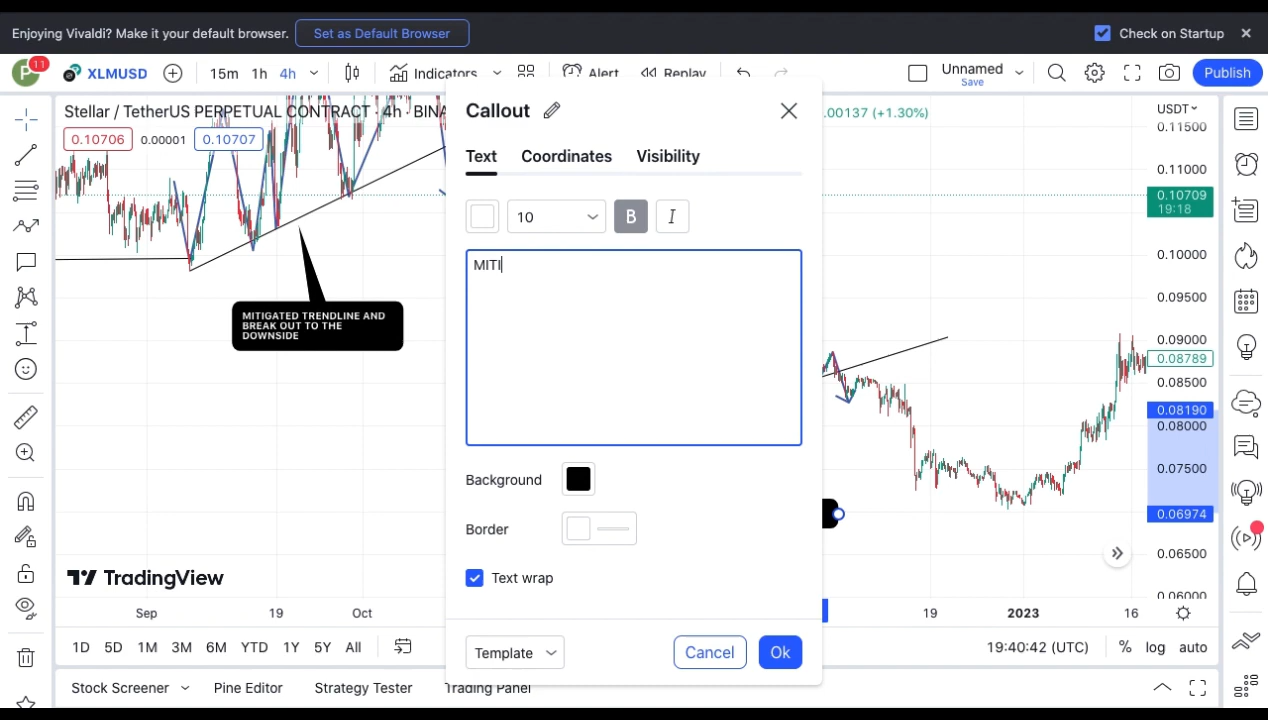 Enjoying Vivaldi? Make it your default browser. Set as Default Browser Check on Startup
P 11 XLMUSD 15m 1h 4h Indicators Alert Replay Unnamed Save Publish
Stellar / TetherUS PERPETUAL CONTRACT · 4h · BINA .00137 (+1.30%) USDT
0.10706 0.00001 0.10707
0.11500
0.11000
0.10709
19:18
0.10000
0.09500
0.09000
0.08789
0.08500
0.08190
0.08000
0.07500
0.06974
0.06500
0.06000
MITIGATED TRENDLINE AND
BREAK OUT TO THE
DOWNSIDE
Callout
Text Coordinates Visibility
10 B I
MITI
Background
Border
Text wrap
Template Cancel Ok
TradingView
Sep 19 Oct 19 2023 16
1D 5D 1M 3M 6M YTD 1Y 5Y All 19:40:42 (UTC) % log auto
Stock Screener Pine Editor Strategy Tester Trading Panel